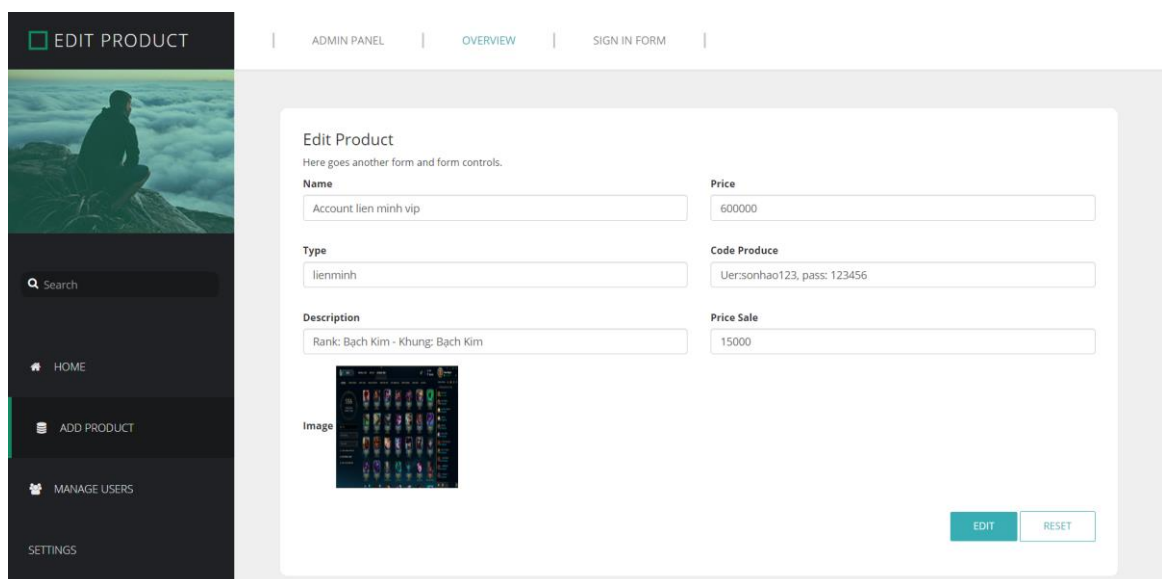 EDIT PRODUCT
ADMIN PANEL
OVERVIEW
SIGN IN FORM
Search
HOME
ADD PRODUCT
MANAGE USERS
SETTINGS
Edit Product
Here goes another form and form controls.
Name
Price
Account lien minh vip
600000
Type
Code Produce
lienminh
Uer:sonhao123, pass: 123456
Description
Price Sale
Rank: Bạch Kim - Khung: Bạch Kim
15000
Image
EDIT
RESET